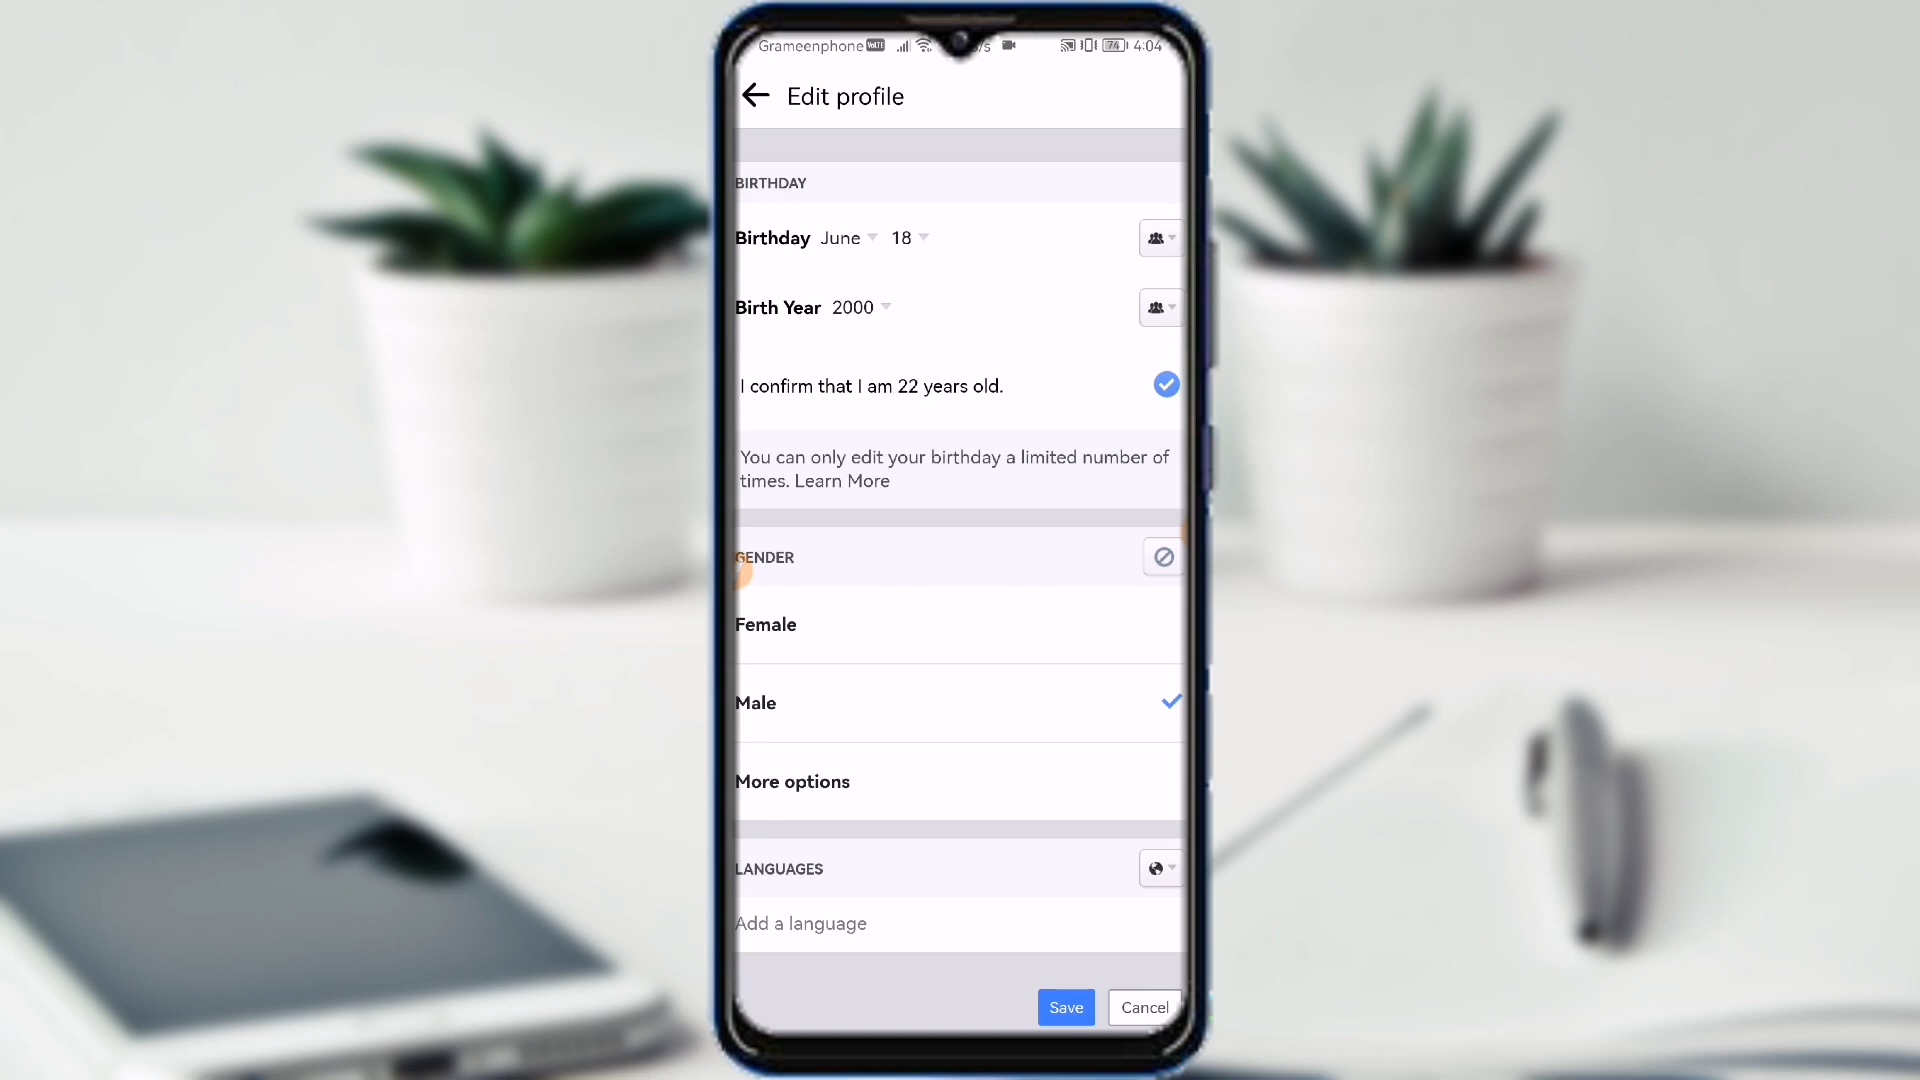 Grameenphone VoLTE /s 74 4:04
Edit profile
BIRTHDAY
Birthday June 18
Birth Year 2000
I confirm that I am 22 years old.
You can only edit your birthday a limited number of
times. Learn More
GENDER
Female
Male
More options
LANGUAGES
Add a language
Save Cancel